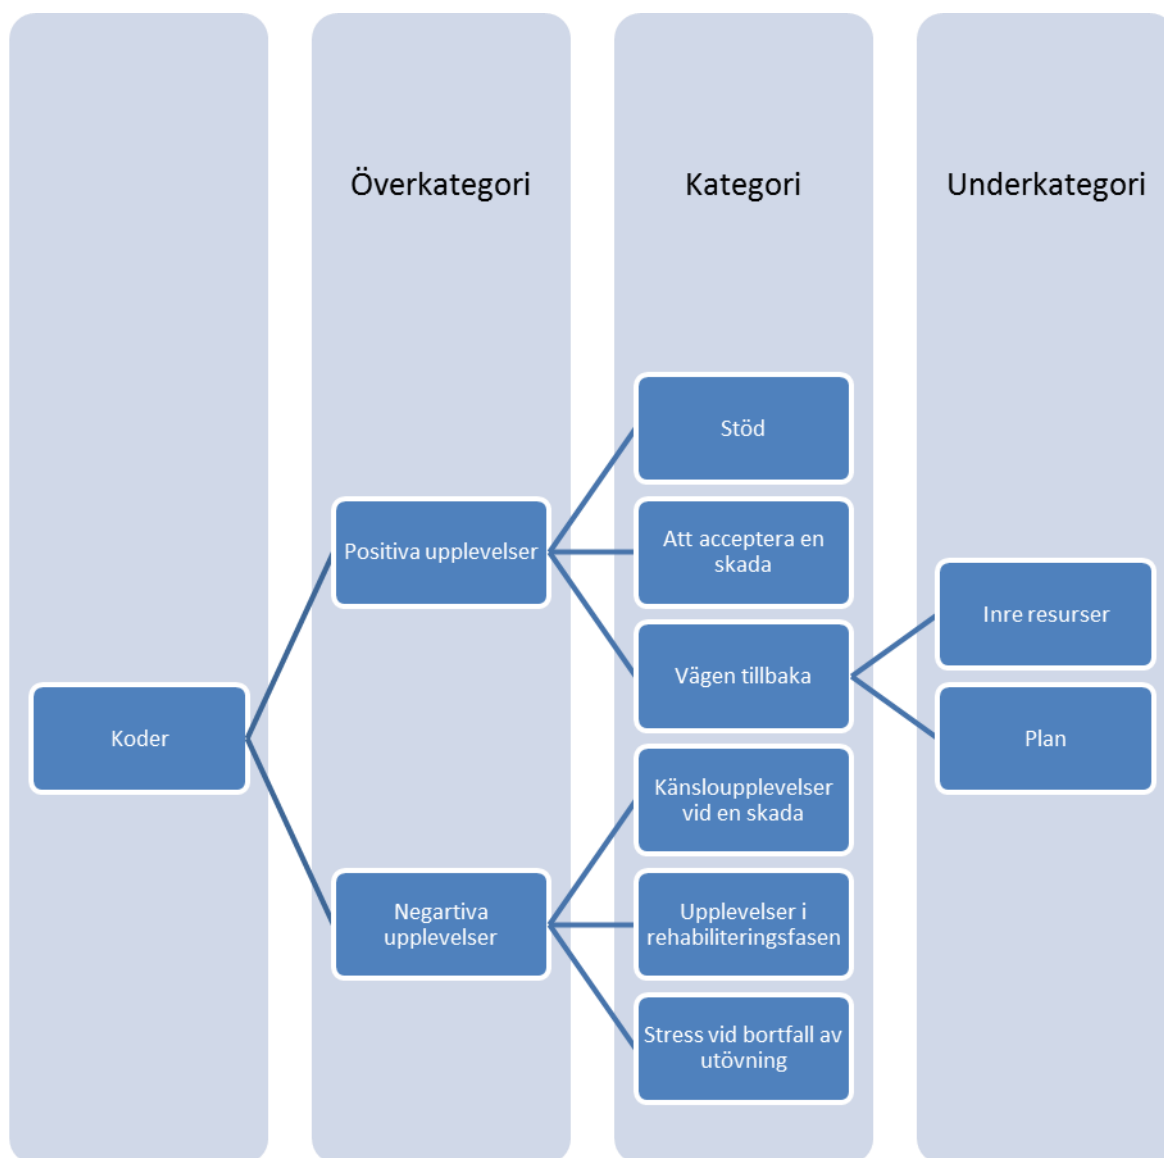 Överkategori
Kategori
Underkategori
Koder
Positiva upplevelser
Negartiva
upplevelser
Stöd
Att acceptera en
skada
Vägen tillbaka
Känsloupplevelser
vid en skada
Upplevelser i
rehabiliteringsfasen
Stress vid bortfall av
utövning
Inre resurser
Plan